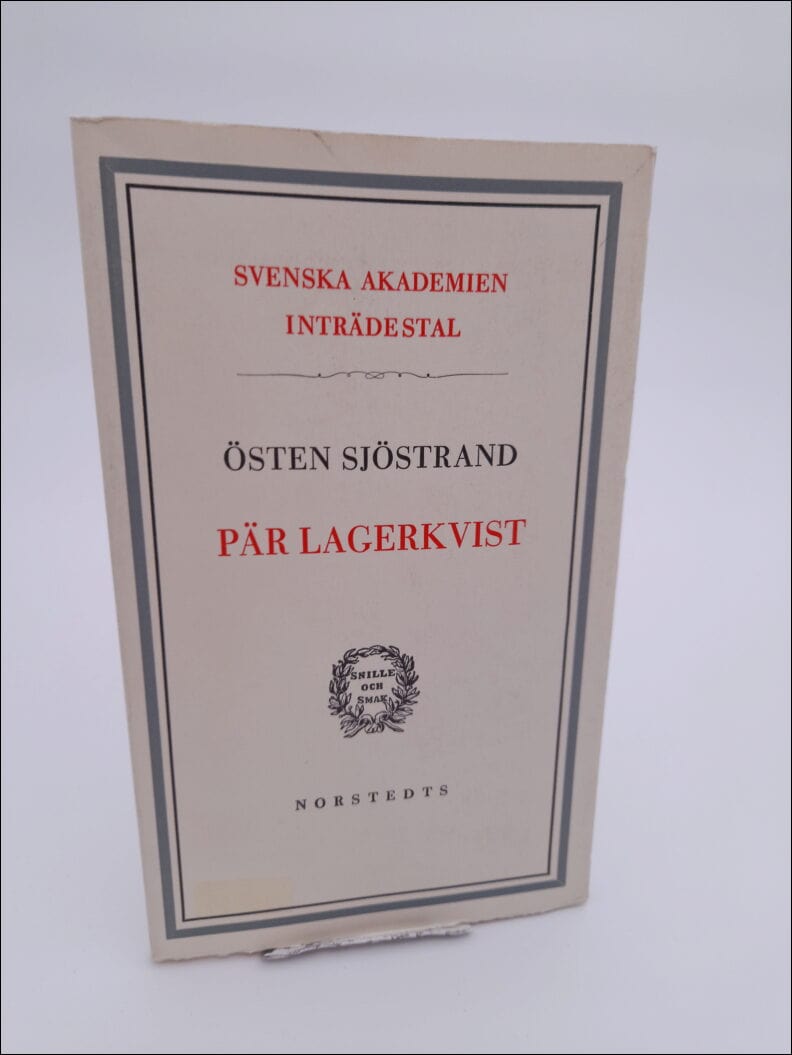 SVENSKA AKADEMIEN
INTRÄDESTAL
ÖSTEN SJÖSTRAND
PÄR LAGERKVIST
SNILLE
OCH
SMAK
NORSTEDTS